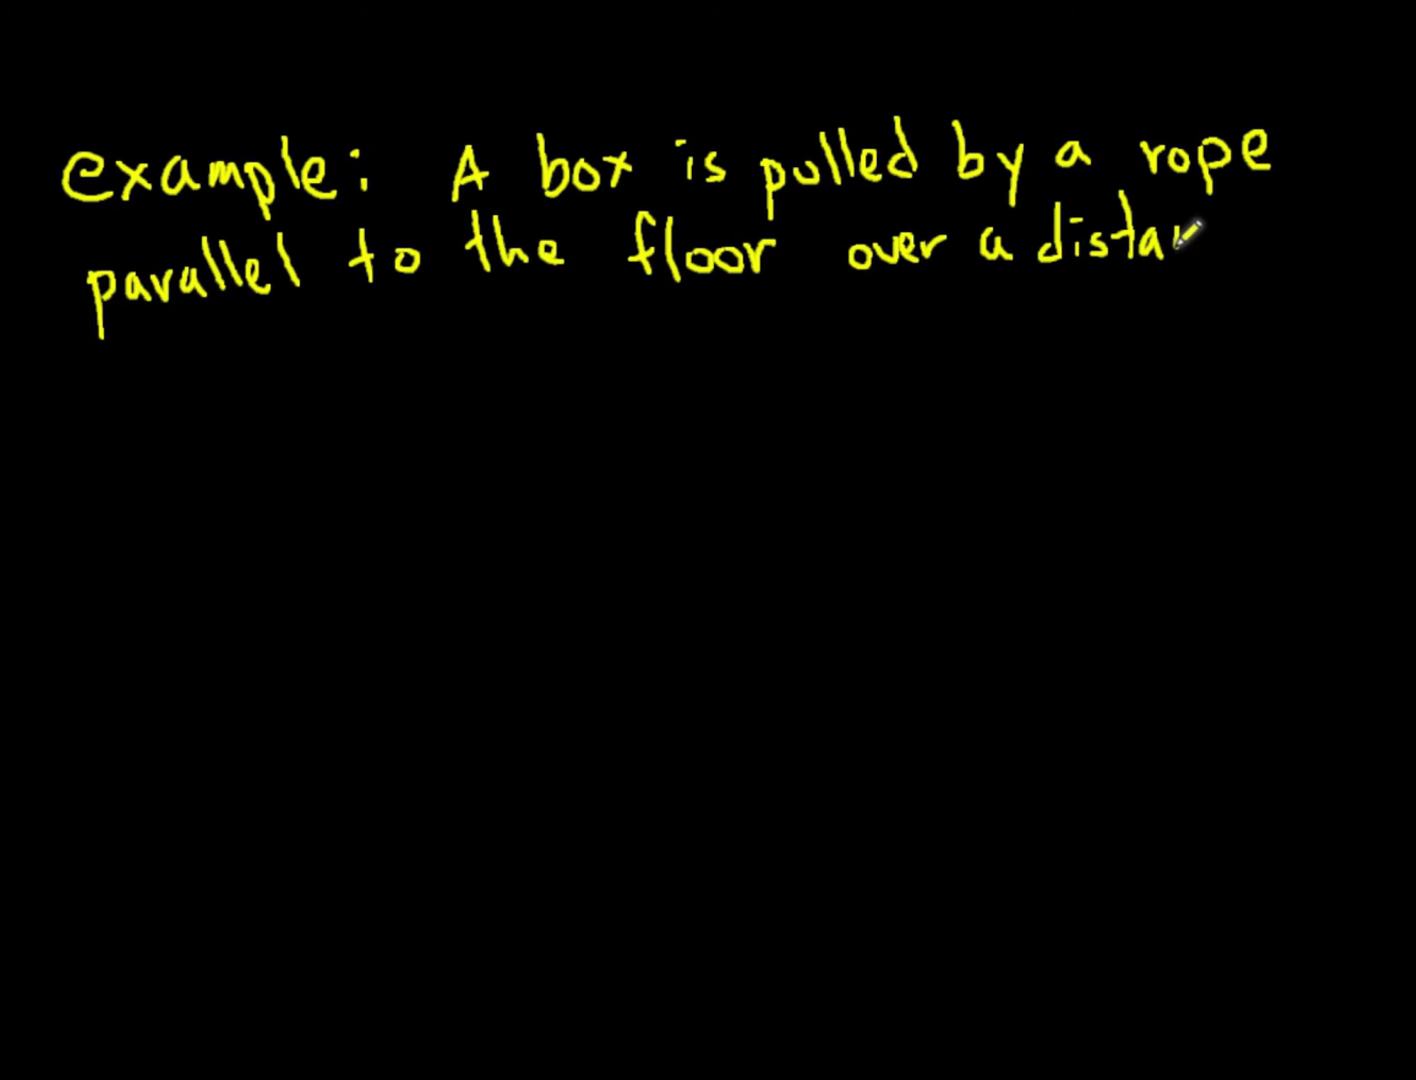 example: A box is pulled by a rope
parallel to the floor over a dista